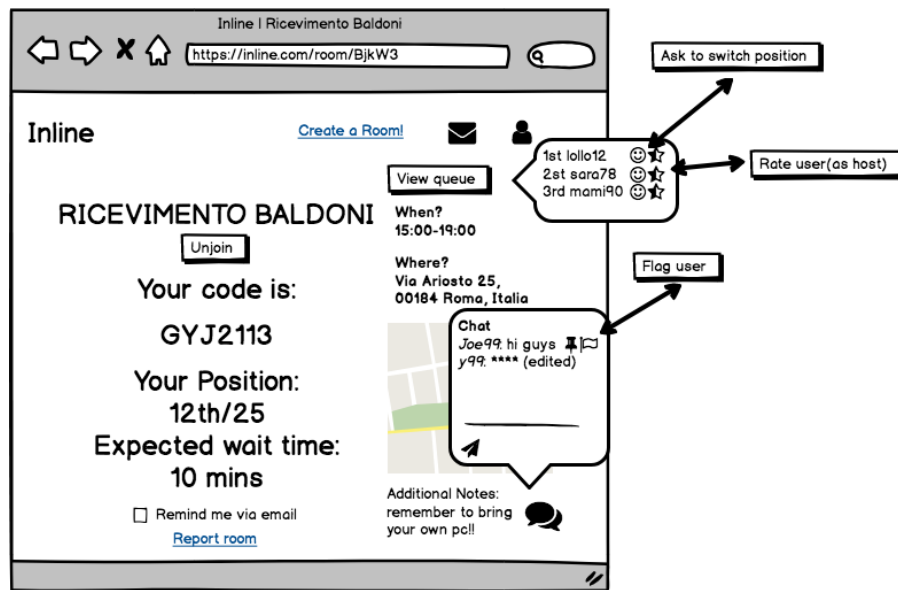 Inline | Ricevimento Baldoni
https://inline.com/room/BjkW3
Inline
Create a Room!
View queue
RICEVIMENTO BALDONI
Unjoin
Your code is:
GYJ2113
Your Position:
12th/25
Expected wait time:
10 mins
Remind me via email
Report room
When?
15:00-19:00
Where?
Via Ariosto 25,
00184 Roma, Italia
Additional Notes:
remember to bring
your own pc!!
1st lollo12
2st sara78
3rd mami90
Chat
Joe99: hi guys
y99: **** (edited)
Ask to switch position
Rate user(as host)
Flag user